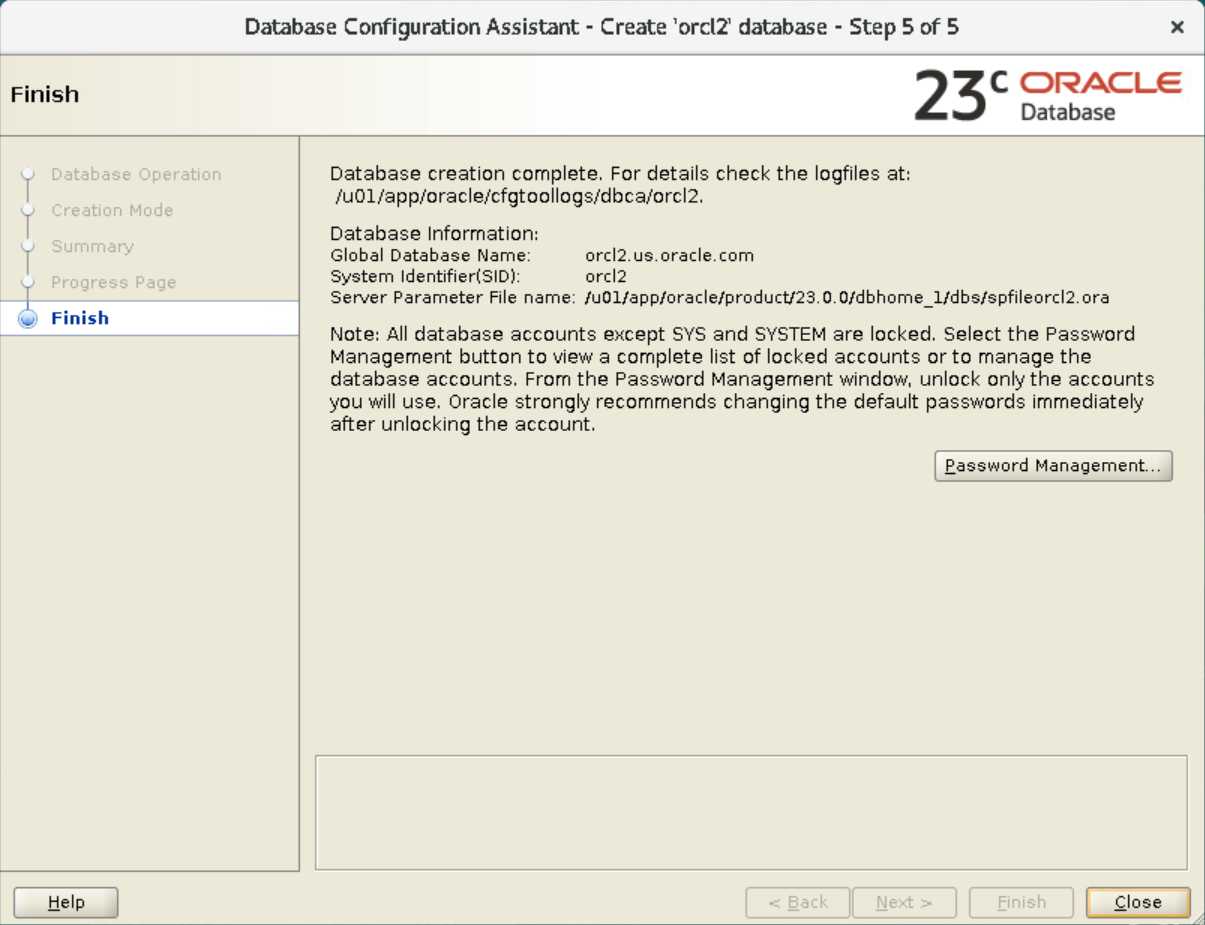 Database Configuration Assistant - Create 'orcl2' database - Step 5 of 5
Finish
23c ORACLE
Database
Database Operation
Creation Mode
Summary
Progress Page
Finish
Database creation complete. For details check the logfiles at:
/u01/app/oracle/cfgtoollogs/dbca/orcl2.
Database Information:
Global Database Name: orcl2.us.oracle.com
System Identifier(SID): orcl2
Server Parameter File name: /u01/app/oracle/product/23.0.0/dbhome_1/dbs/spfileorcl2.ora
Note: All database accounts except SYS and SYSTEM are locked. Select the Password
Management button to view a complete list of locked accounts or to manage the
database accounts. From the Password Management window, unlock only the accounts
you will use. Oracle strongly recommends changing the default passwords immediately
after unlocking the account.
Password Management...
Help
< Back
Next >
Finish
Close